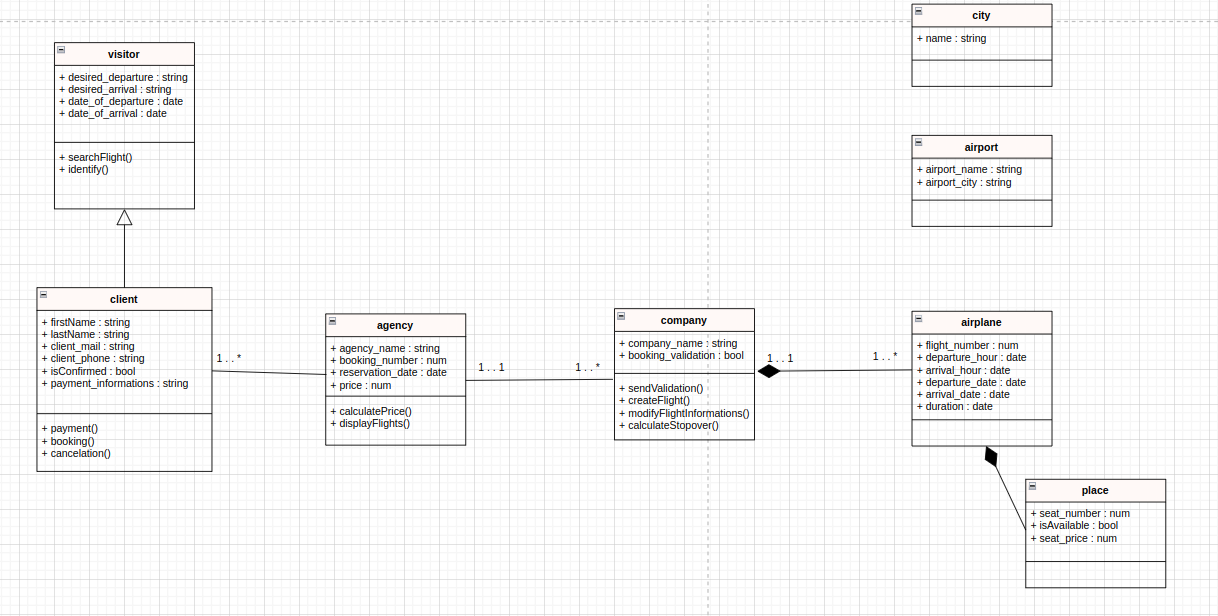 city
+ name : string
visitor
+ desired_departure : string
+ desired_arrival : string
+ date_of_departure : date
+ date_of_arrival : date
+ searchFlight()
+ identify()
airport
+ airport_name : string
+ airport_city : string
client
+ firstName : string
+ lastName : string
+ client_mail : string
+ client_phone : string
+ isConfirmed : bool
+ payment_informations : string
+ payment()
+ booking()
+ cancelation()
1 . . *
agency
+ agency_name : string
+ booking_number : num
+ reservation_date : date
+ price : num
+ calculatePrice()
+ displayFlights()
1 . . 1
1 . . *
company
+ company_name : string
+ booking_validation : bool
+ sendValidation()
+ createFlight()
+ modifyFlightInformations()
+ calculateStopover()
1 . . 1
1 . . *
airplane
+ flight_number : num
+ departure_hour : date
+ arrival_hour : date
+ departure_date : date
+ arrival_date : date
+ duration : date
place
+ seat_number : num
+ isAvailable : bool
+ seat_price : num